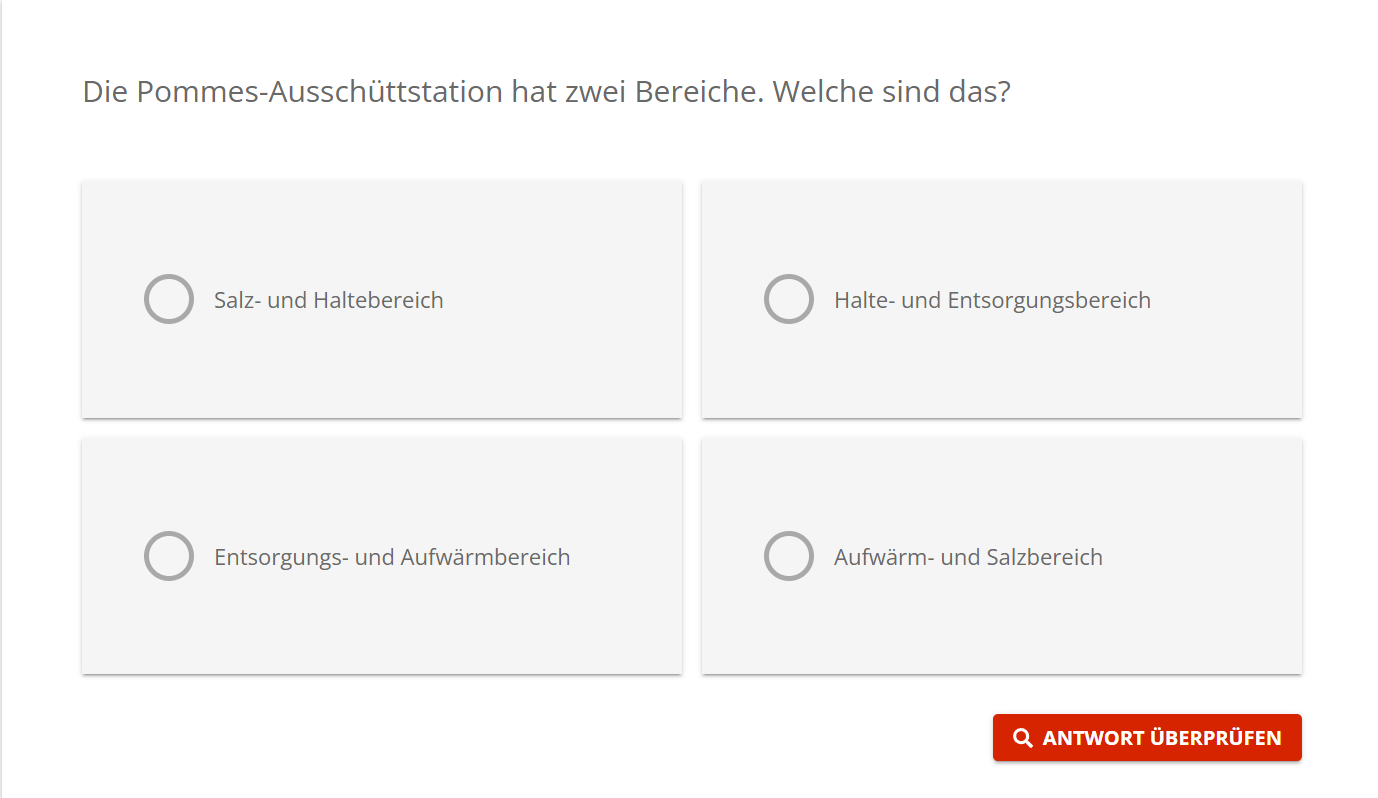 Die Pommes-Ausschüttstation hat zwei Bereiche. Welche sind das?
Salz- und Haltebereich
Halte- und Entsorgungsbereich
Entsorgungs- und Aufwärmbereich
Aufwärm- und Salzbereich
ANTWORT ÜBERPRÜFEN